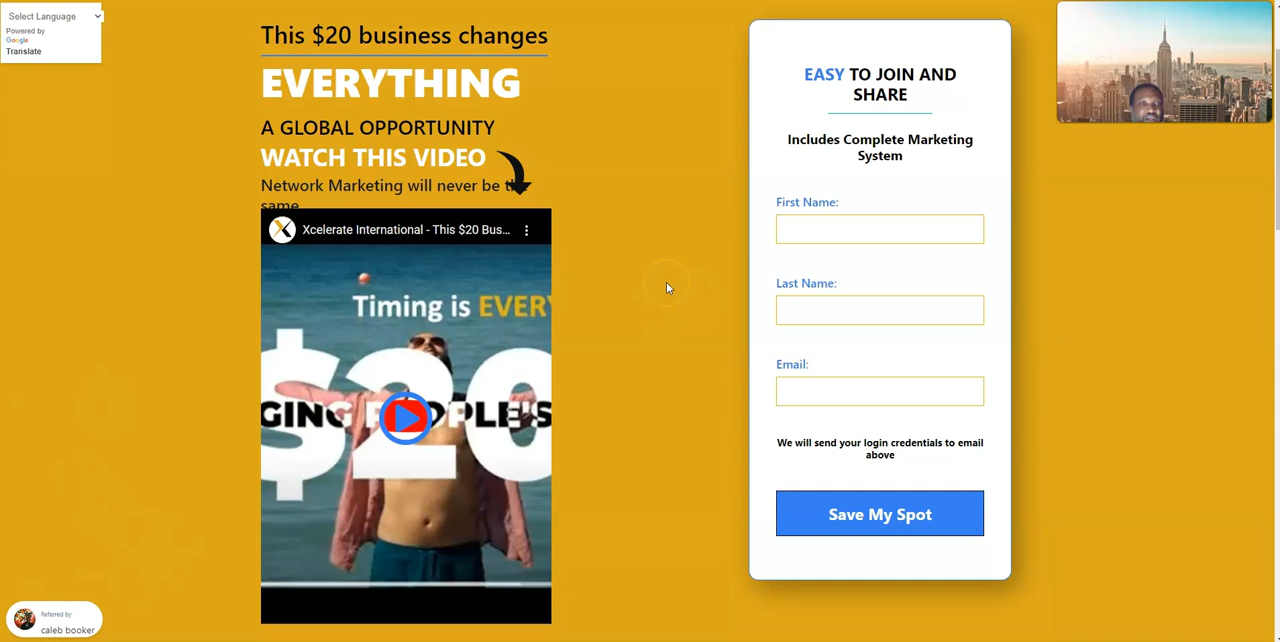 Select Language
Powered by
Google
Translate
This $20 business changes
EVERYTHING
A GLOBAL OPPORTUNITY
WATCH THIS VIDEO
Network Marketing will never be the
same
Xcelerate International - This $20 Bus...
Timing is EVERY
$20
GING PEOPLE'S
EASY TO JOIN AND
SHARE
Includes Complete Marketing
System
First Name:
Last Name:
Email:
We will send your login credentials to email
above
Save My Spot
Referred by
caleb booker